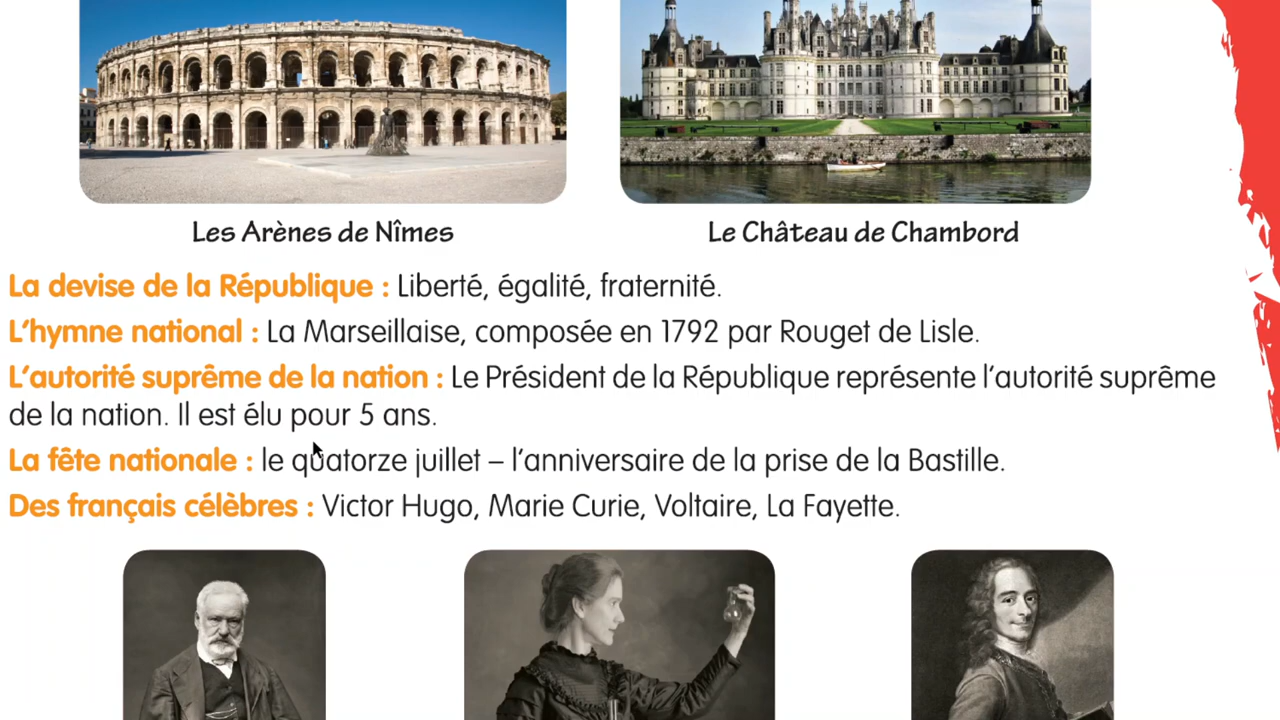 Les Arènes de Nîmes
Le Château de Chambord
La devise de la République : Liberté, égalité, fraternité.
L'hymne national : La Marseillaise, composée en 1792 par Rouget de Lisle.
L'autorité suprême de la nation : Le Président de la République représente l'autorité suprême
de la nation. Il est élu pour 5 ans.
La fête nationale : le quatorze juillet – l'anniversaire de la prise de la Bastille.
Des français célèbres : Victor Hugo, Marie Curie, Voltaire, La Fayette.